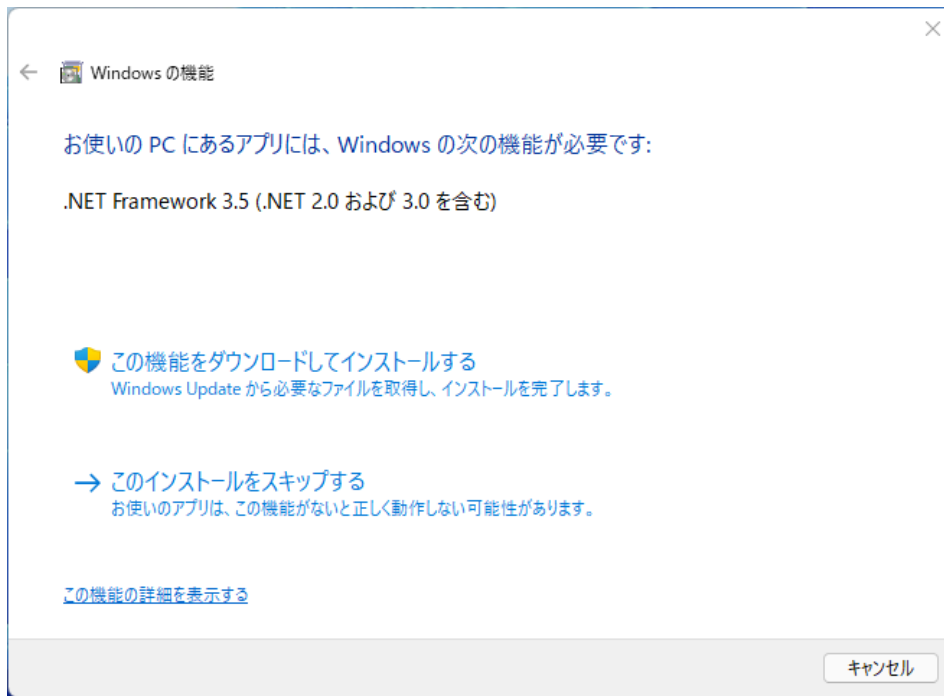 Windows の機能
お使いの PC にあるアプリには、Windows の次の機能が必要です:
.NET Framework 3.5 (.NET 2.0 および 3.0 を含む)
この機能をダウンロードしてインストールする
Windows Update から必要なファイルを取得し、インストールを完了します。
このインストールをスキップする
お使いのアプリは、この機能がないと正しく動作しない可能性があります。
この機能の詳細を表示する
キャンセル